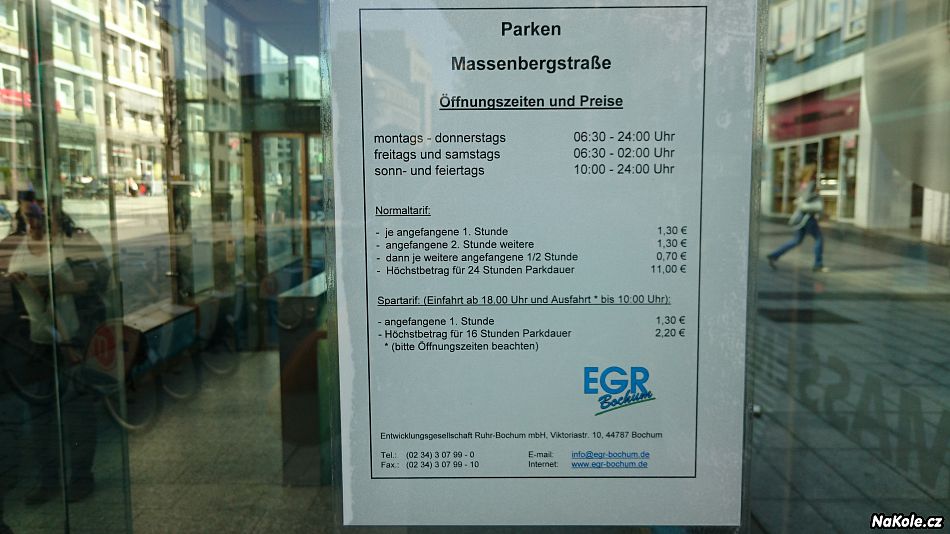 Parken
Massenbergstraße
Öffnungszeiten und Preise
montags - donnerstags 06:30 - 24:00 Uhr
freitags und samstags 06:30 - 02:00 Uhr
sonn- und feiertags 10:00 - 24:00 Uhr
Normaltarif:
- je angefangene 1. Stunde 1,30 €
- angefangene 2. Stunde weitere 1,30 €
- dann je weitere angefangene 1/2 Stunde 0,70 €
- Höchstbetrag für 24 Stunden Parkdauer 11,00 €
Spartarif: (Einfahrt ab 18.00 Uhr und Ausfahrt * bis 10:00 Uhr):
- angefangene 1. Stunde 1,30 €
- Höchstbetrag für 16 Stunden Parkdauer 2,20 €
* (bitte Öffnungszeiten beachten)
EGR
Bochum
Entwicklungsgesellschaft Ruhr-Bochum mbH, Viktoriastr. 10, 44787 Bochum
Tel.: (02 34) 3 07 99 - 0 E-mail: info@egr-bochum.de
Fax.: (02 34) 3 07 99 - 10 Internet: www.egr-bochum.de
NaKole.cz